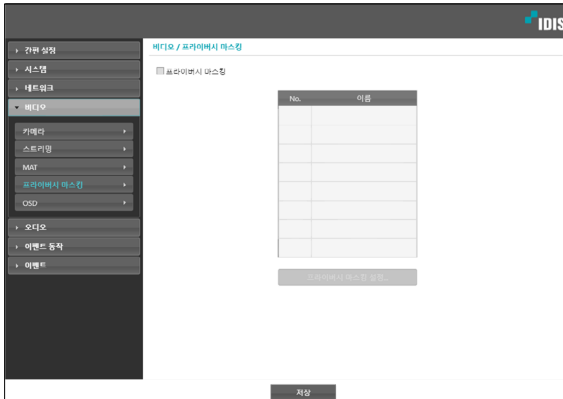 IDIS
간편 설정
시스템
네트워크
비디오
카메라
스트리밍
MAT
프라이버시 마스킹
OSD
오디오
이벤트 동작
이벤트
비디오 / 프라이버시 마스킹
프라이버시 마스킹
No. 이름
프라이버시 마스킹 설정...
저장